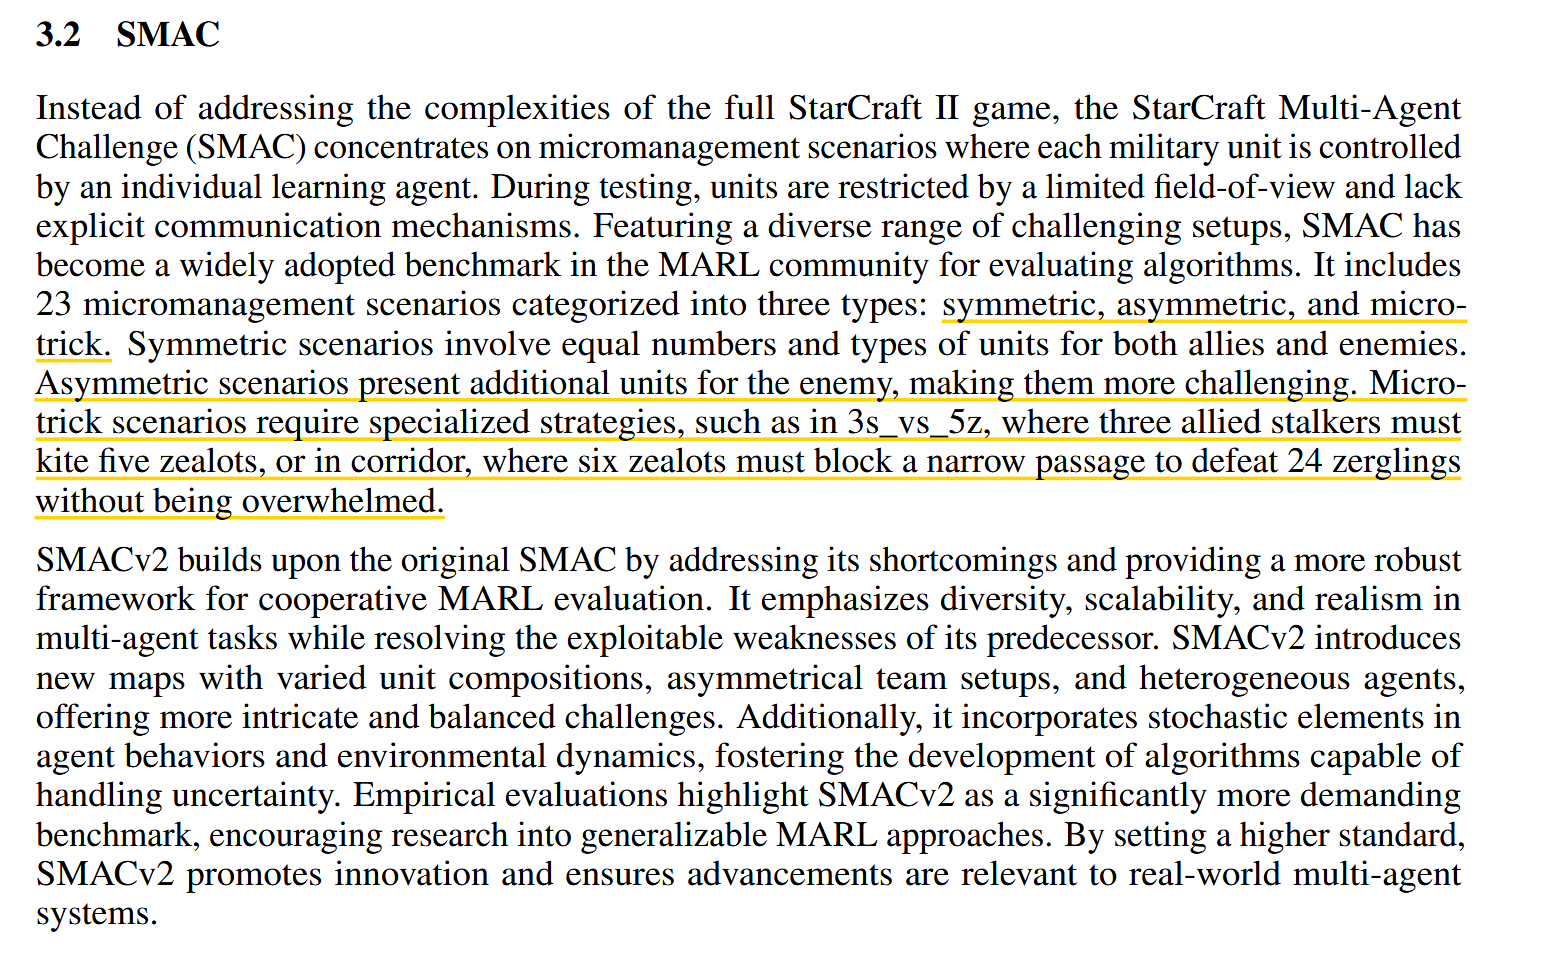 3.2 SMAC
Instead of addressing the complexities of the full StarCraft II game, the StarCraft Multi-Agent
Challenge (SMAC) concentrates on micromanagement scenarios where each military unit is controlled
by an individual learning agent. During testing, units are restricted by a limited field-of-view and lack
explicit communication mechanisms. Featuring a diverse range of challenging setups, SMAC has
become a widely adopted benchmark in the MARL community for evaluating algorithms. It includes
23 micromanagement scenarios categorized into three types: symmetric, asymmetric, and micro-
trick. Symmetric scenarios involve equal numbers and types of units for both allies and enemies.
Asymmetric scenarios present additional units for the enemy, making them more challenging. Micro-
trick scenarios require specialized strategies, such as in 3s_vs_5z, where three allied stalkers must
kite five zealots, or in corridor, where six zealots must block a narrow passage to defeat 24 zerglings
without being overwhelmed.
SMACv2 builds upon the original SMAC by addressing its shortcomings and providing a more robust
framework for cooperative MARL evaluation. It emphasizes diversity, scalability, and realism in
multi-agent tasks while resolving the exploitable weaknesses of its predecessor. SMACv2 introduces
new maps with varied unit compositions, asymmetrical team setups, and heterogeneous agents,
offering more intricate and balanced challenges. Additionally, it incorporates stochastic elements in
agent behaviors and environmental dynamics, fostering the development of algorithms capable of
handling uncertainty. Empirical evaluations highlight SMACv2 as a significantly more demanding
benchmark, encouraging research into generalizable MARL approaches. By setting a higher standard,
SMACv2 promotes innovation and ensures advancements are relevant to real-world multi-agent
systems.